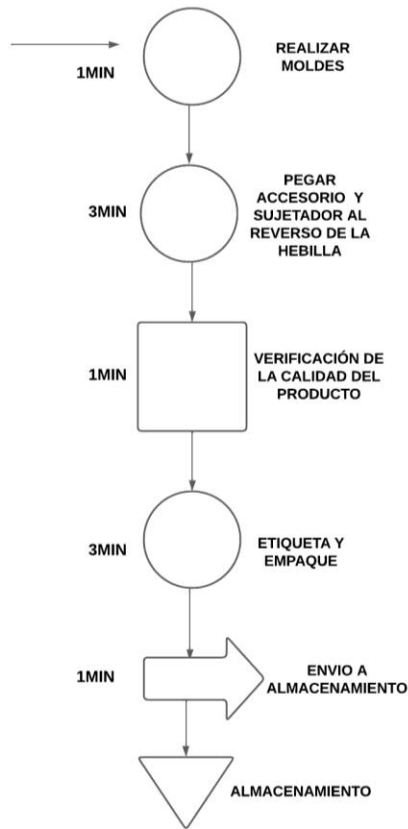 REALIZAR
MOLDES
1MIN
PEGAR
ACCESORIO Y
SUJETADOR AL
REVERSO DE LA
HEBILLA
3MIN
VERIFICACIÓN DE
LA CALIDAD DEL
PRODUCTO
1MIN
ETIQUETA Y
EMPAQUE
3MIN
ENVIO A
ALMACENAMIENTO
1MIN
ALMACENAMIENTO